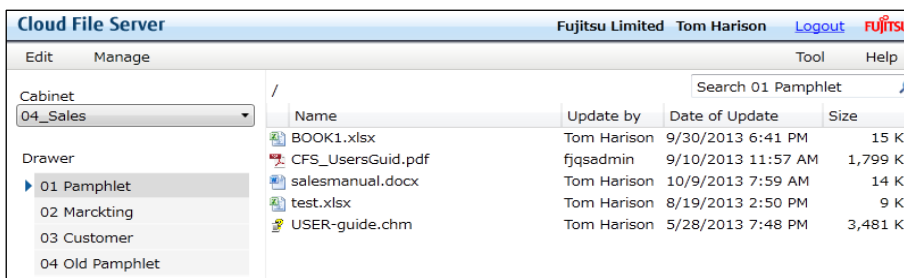 Cloud File Server Fujitsu Limited Tom Harison Logout FUJITSU
Edit Manage Tool Help
/ Search 01 Pamphlet
Cabinet
04_Sales
Name Update by Date of Update Size
BOOK1.xlsx Tom Harison 9/30/2013 6:41 PM 15 K
CFS_UsersGuid.pdf fjqsadmin 9/10/2013 11:57 AM 1,799 K
Drawer
01 Pamphlet
salesmanual.docx Tom Harison 10/9/2013 7:59 AM 14 K
test.xlsx Tom Harison 8/19/2013 2:50 PM 9 K
02 Marckting
USER-guide.chm Tom Harison 5/28/2013 7:48 PM 3,481 K
03 Customer
04 Old Pamphlet